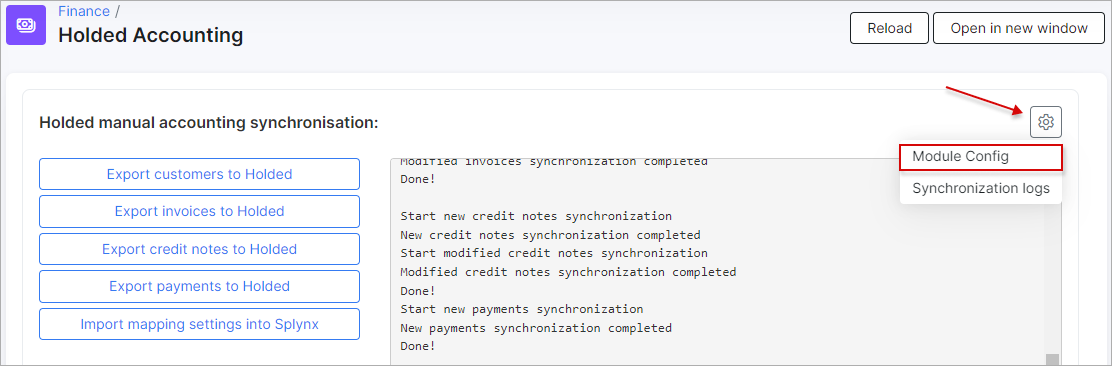 Finance /
Holded Accounting
Reload
Open in new window
Holded manual accounting synchronisation:
Module Config
Synchronization logs
Export customers to Holded
Export invoices to Holded
Export credit notes to Holded
Export payments to Holded
Import mapping settings into Splynx
Modified invoices synchronization completed
Done!
Start new credit notes synchronization
New credit notes synchronization completed
Start modified credit notes synchronization
Modified credit notes synchronization completed
Done!
Start new payments synchronization
New payments synchronization completed
Done!